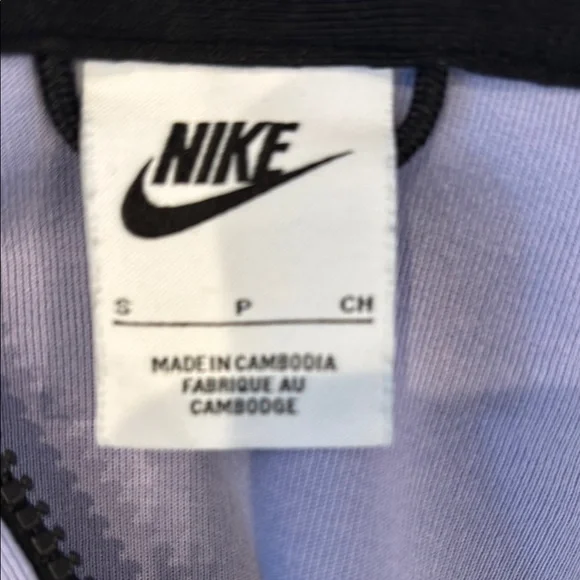 NIKE
S P CH
MADE IN CAMBODIA
FABRIQUE AU
CAMBODGE